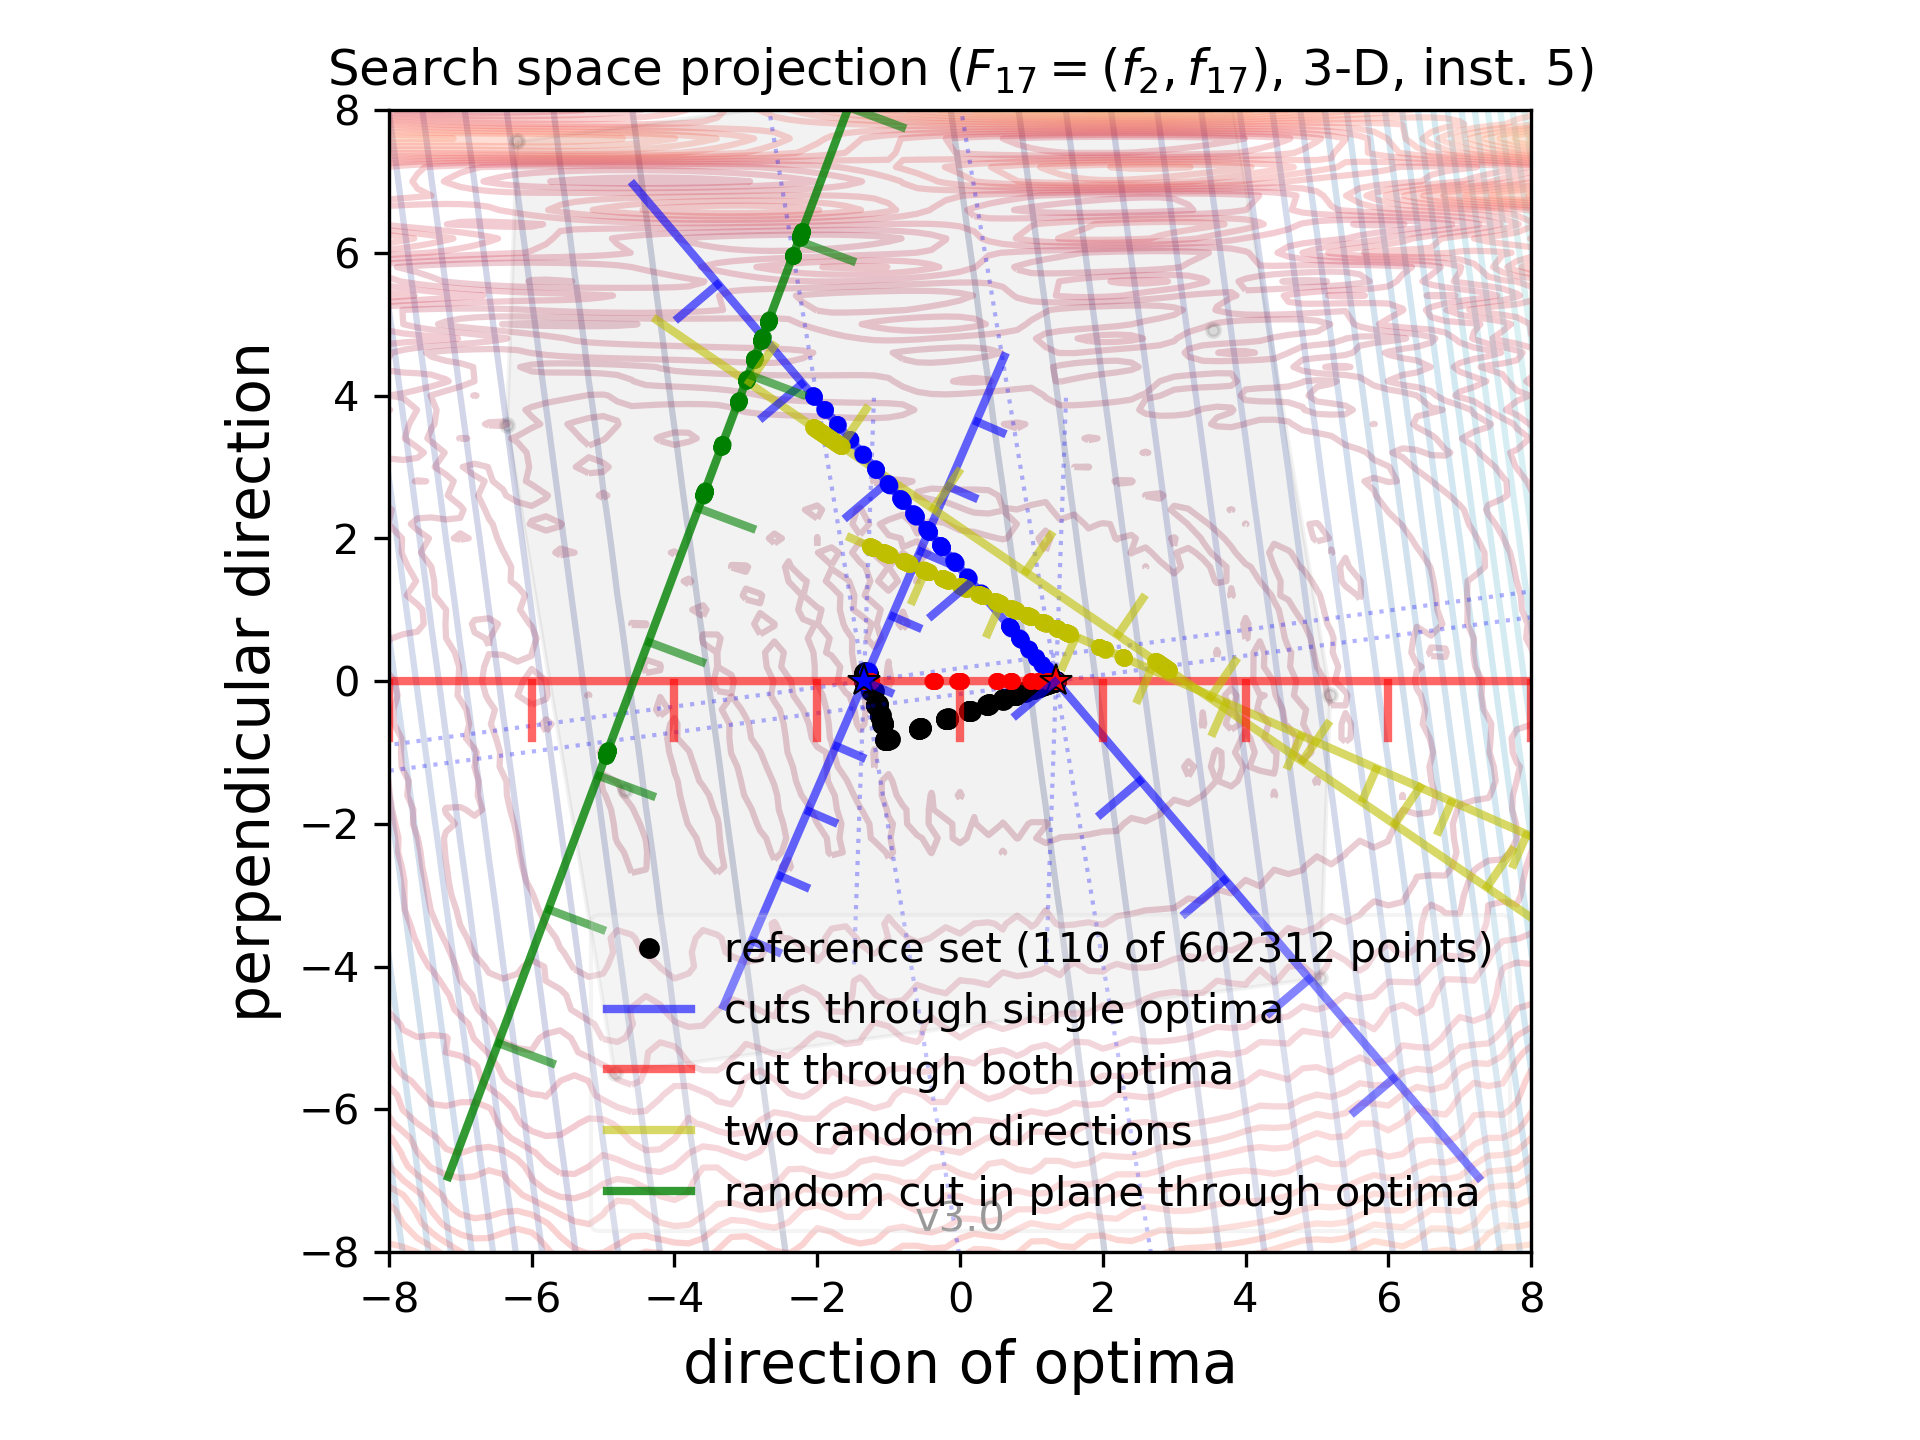 Search space projection (F₁₇ = (f₂, f₁₇), 3-D, inst. 5)
8
6
4
2
0
−2
−4
−6
−8
perpendicular direction
reference set (110 of 602312 points)
cuts through single optima
cut through both optima
two random directions
random cut in plane through optima
v3.0
−8 −6 −4 −2 0 2 4 6 8
direction of optima